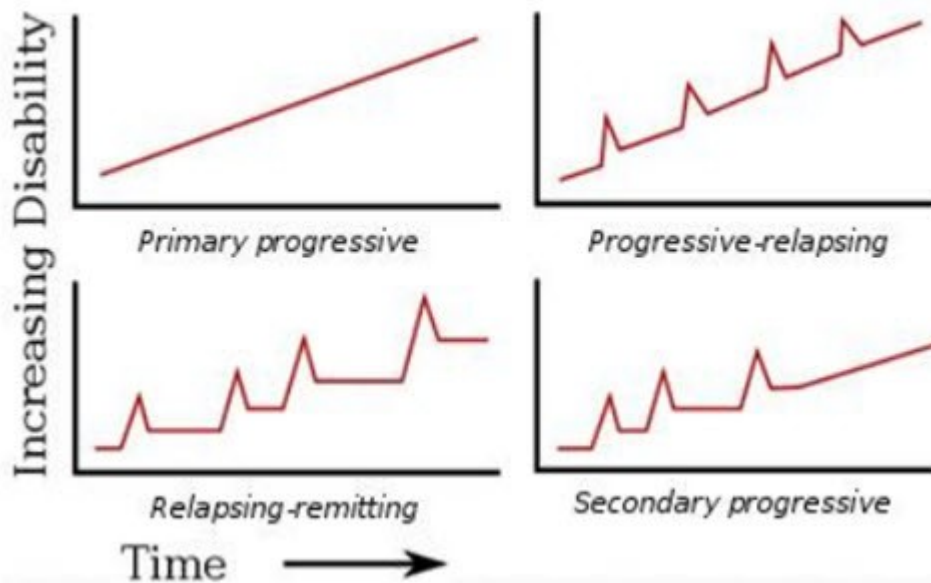 Increasing Disability
Primary progressive
Progressive-relapsing
Relapsing-remitting
Secondary progressive
Time